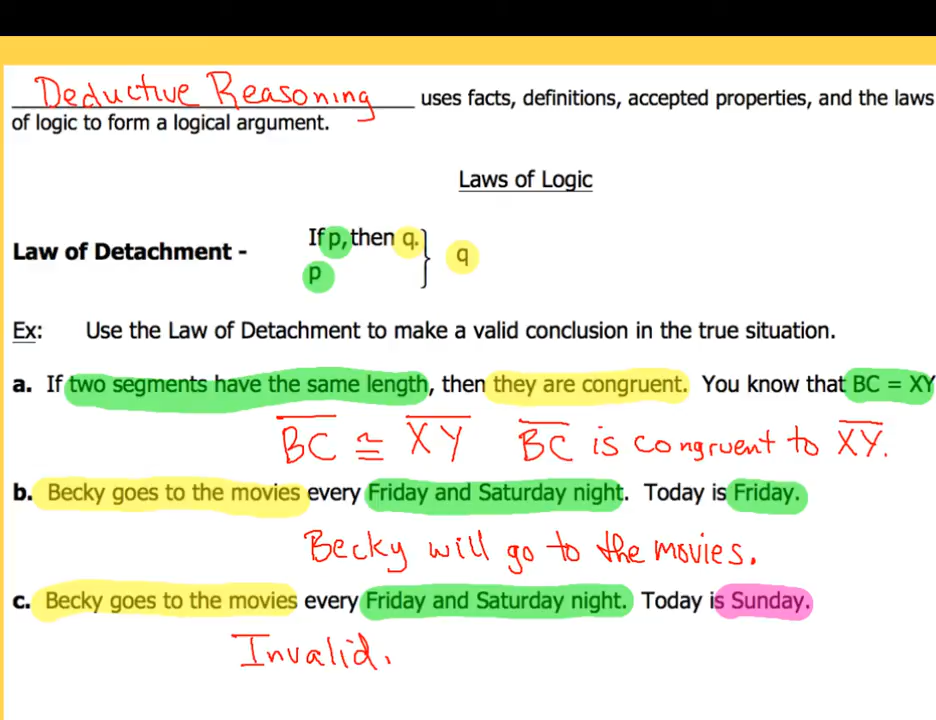 Deductive Reasoning uses facts, definitions, accepted properties, and the laws
of logic to form a logical argument.
Laws of Logic
Law of Detachment - If p, then q. } q
p
Ex: Use the Law of Detachment to make a valid conclusion in the true situation.
a. If two segments have the same length, then they are congruent. You know that BC = XY
B̅C̅ ≅ X̅Y̅ B̅C̅ is congruent to X̅Y̅.
b. Becky goes to the movies every Friday and Saturday night. Today is Friday.
Becky will go to the movies.
c. Becky goes to the movies every Friday and Saturday night. Today is Sunday.
Invalid.